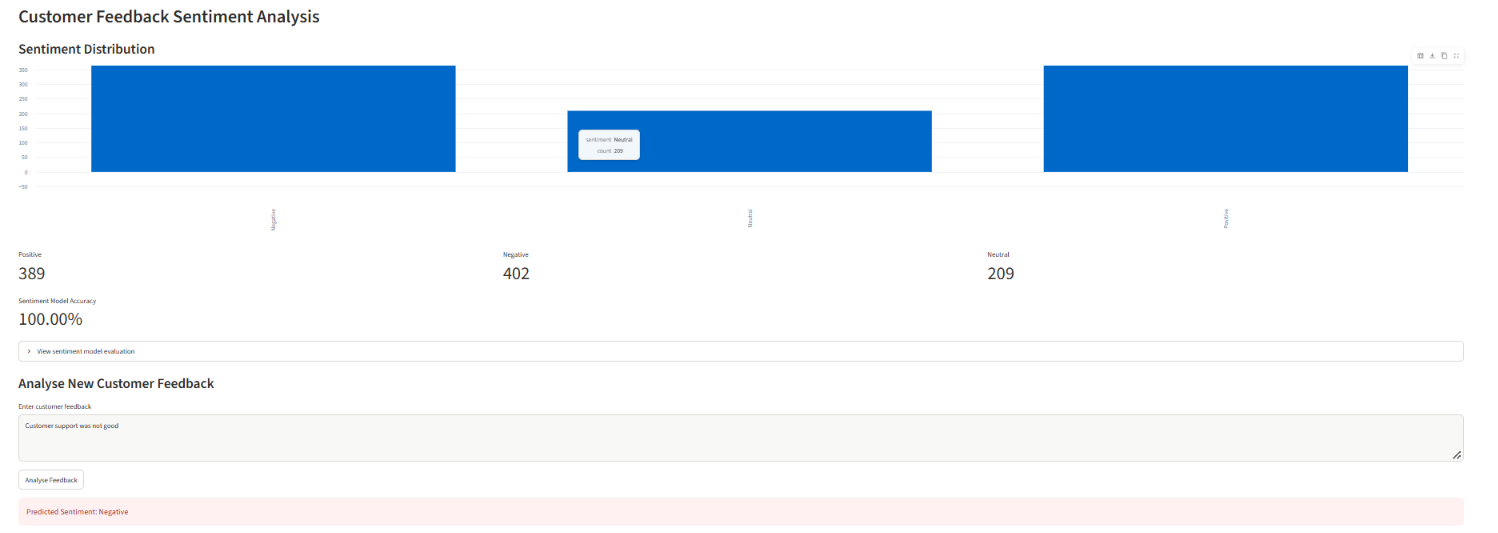 Customer Feedback Sentiment Analysis
Sentiment Distribution
350
300
250
200
150
100
50
0
−50
sentiment Neutral
count 209
Negative
Neutral
Positive
Positive
Negative
Neutral
389
402
209
Sentiment Model Accuracy
100.00%
View sentiment model evaluation
Analyse New Customer Feedback
Enter customer feedback
Customer support was not good
Analyse Feedback
Predicted Sentiment: Negative